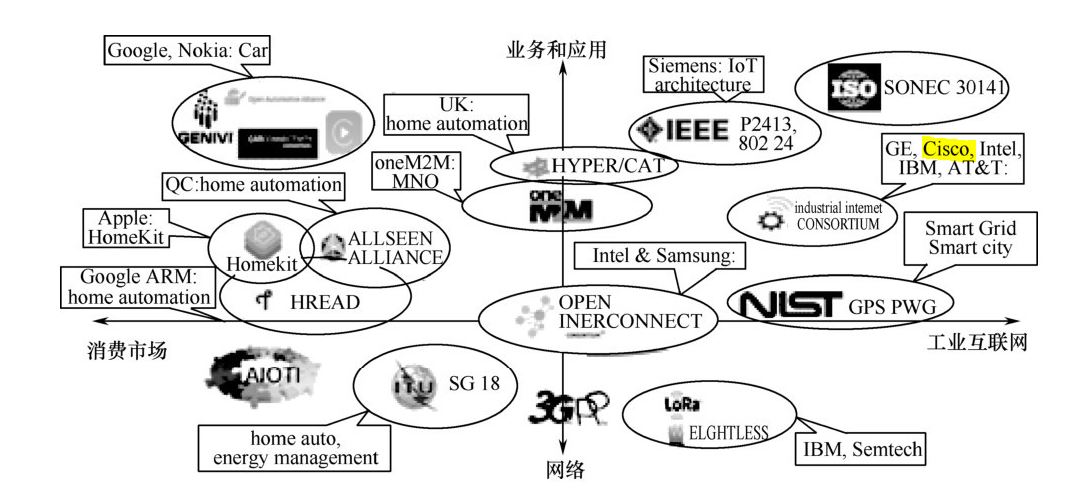 业务和应用
Google, Nokia: Car
GENIVI
UK:
home automation
Siemens: IoT
architecture
ISO SONEC 30141
IEEE P2413,
802 24
HYPER/CAT
GE, Cisco, Intel,
IBM, AT&T:
oneM2M:
MNO
one
M2M
QC:home automation
industrial internet
CONSORTIUM
Apple:
HomeKit
Homekit
ALLSEEN
ALLIANCE
Smart Grid
Smart city
Intel & Samsung:
Google ARM:
home automation
HREAD
OPEN
INERCONNECT
NIST GPS PWG
消费市场
工业互联网
AIOTI
ITU SG 18
3GPP
LoRa
ELGHTLESS
home auto,
energy management
IBM, Semtech
网络